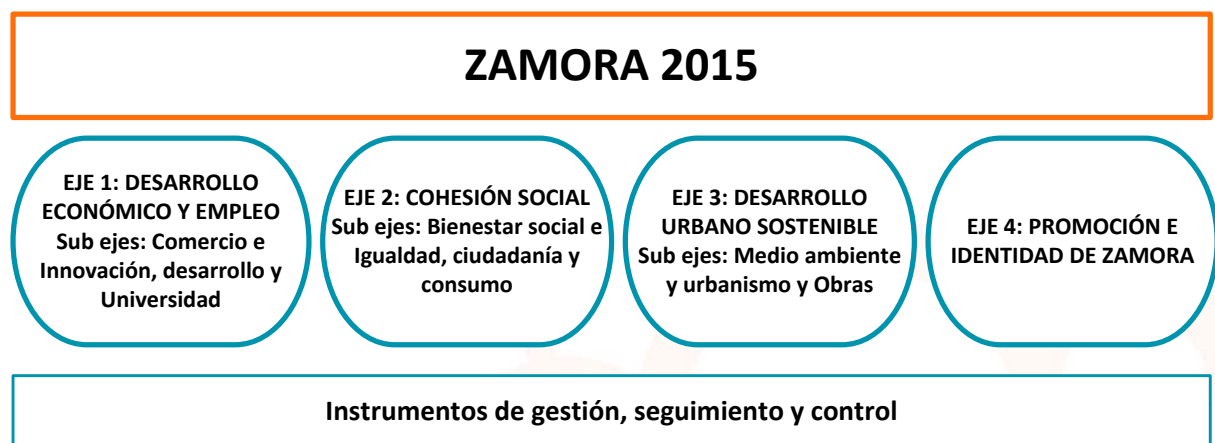 ZAMORA 2015
EJE 1: DESARROLLO
ECONÓMICO Y EMPLEO
Sub ejes: Comercio e
Innovación, desarrollo y
Universidad
EJE 2: COHESIÓN SOCIAL
Sub ejes: Bienestar social e
Igualdad, ciudadanía y
consumo
EJE 3: DESARROLLO
URBANO SOSTENIBLE
Sub ejes: Medio ambiente
y urbanismo y Obras
EJE 4: PROMOCIÓN E
IDENTIDAD DE ZAMORA
Instrumentos de gestión, seguimiento y control